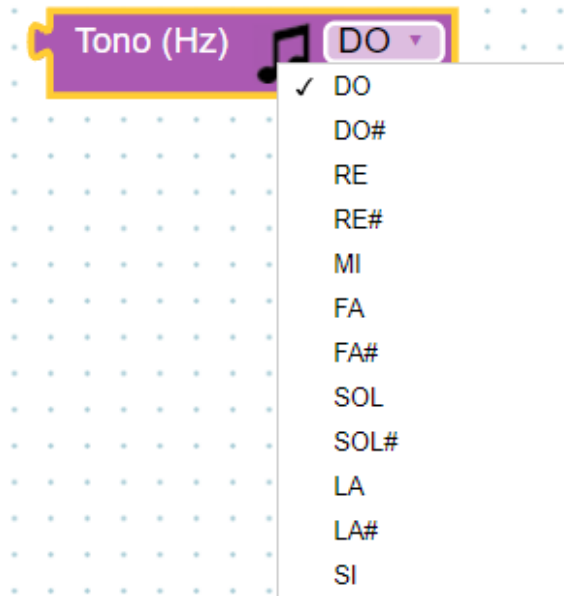 Tono (Hz) DO
DO
DO#
RE
RE#
MI
FA
FA#
SOL
SOL#
LA
LA#
SI